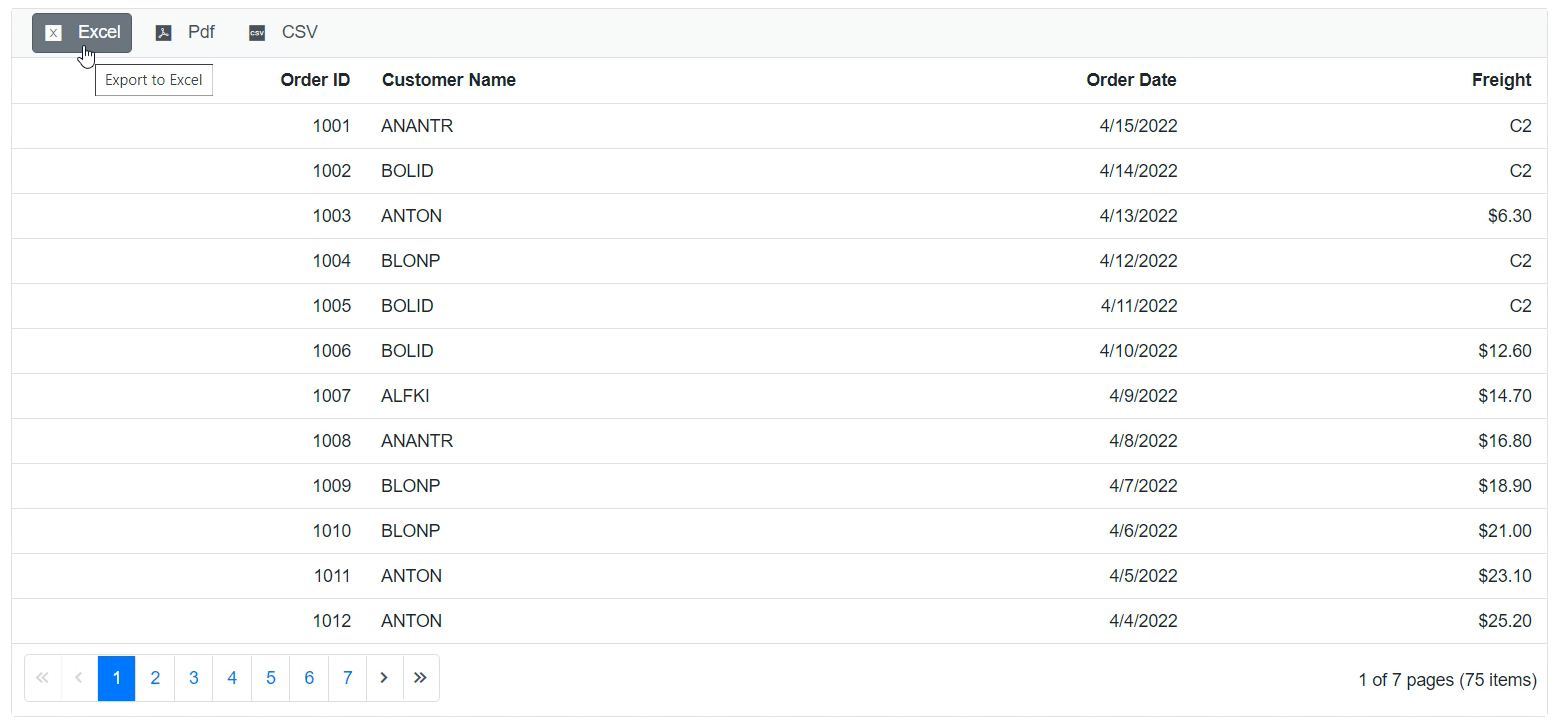 Excel Pdf CSV CSV
Export to Excel
Order ID Customer Name Order Date Freight
1001 ANANTR 4/15/2022 C2
1002 BOLID 4/14/2022 C2
1003 ANTON 4/13/2022 $6.30
1004 BLONP 4/12/2022 C2
1005 BOLID 4/11/2022 C2
1006 BOLID 4/10/2022 $12.60
1007 ALFKI 4/9/2022 $14.70
1008 ANANTR 4/8/2022 $16.80
1009 BLONP 4/7/2022 $18.90
1010 BLONP 4/6/2022 $21.00
1011 ANTON 4/5/2022 $23.10
1012 ANTON 4/4/2022 $25.20
1 2 3 4 5 6 7 1 of 7 pages (75 items)